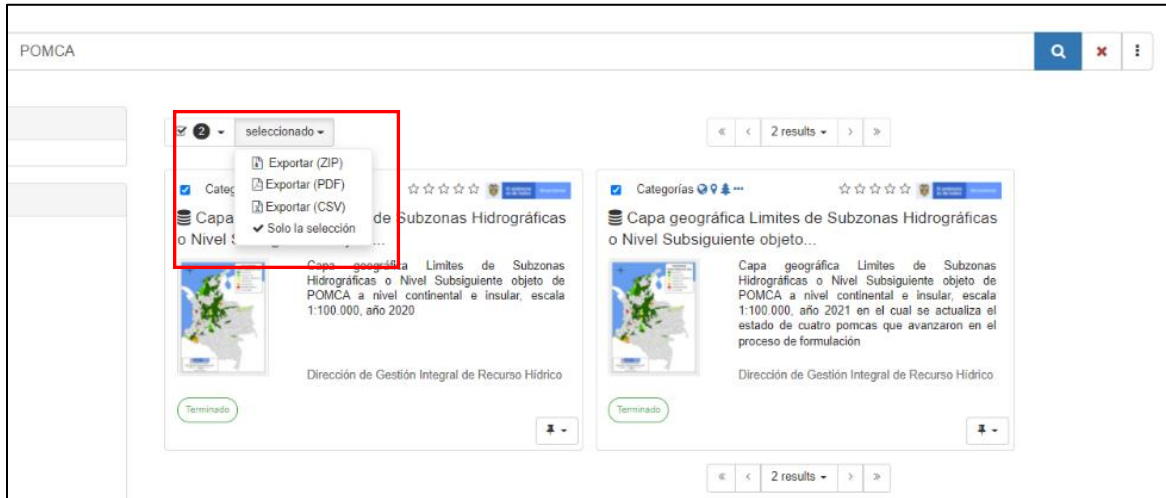 POMCA
2 seleccionado
2 results
Exportar (ZIP)
Exportar (PDF)
Exportar (CSV)
Solo la selección
Capa de Subzonas Hidrográficas
o Nivel
Capa geográfica Limites de Subzonas
Hidrográficas o Nivel Subsiguiente objeto de
POMCA a nivel continental e insular, escala
1:100.000, año 2020
Dirección de Gestión Integral de Recurso Hídrico
Terminado
Categorías
Capa geográfica Limites de Subzonas Hidrográficas
o Nivel Subsiguiente objeto...
Capa geográfica Limites de Subzonas
Hidrográficas o Nivel Subsiguiente objeto de
POMCA a nivel continental e insular, escala
1:100.000, año 2021 en el cual se actualiza el
estado de cuatro pomcas que avanzaron en el
proceso de formulación
Dirección de Gestión Integral de Recurso Hídrico
Terminado
2 results